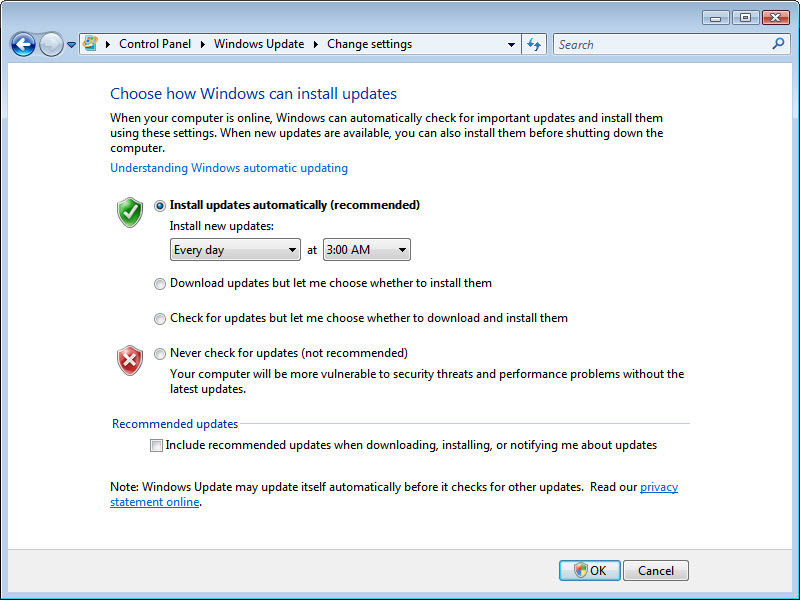 Control Panel Windows Update Change settings Search
Choose how Windows can install updates
When your computer is online, Windows can automatically check for important updates and install them
using these settings. When new updates are available, you can also install them before shutting down the
computer.
Understanding Windows automatic updating
Install updates automatically (recommended)
Install new updates:
Every day at 3:00 AM
Download updates but let me choose whether to install them
Check for updates but let me choose whether to download and install them
Never check for updates (not recommended)
Your computer will be more vulnerable to security threats and performance problems without the
latest updates.
Recommended updates
Include recommended updates when downloading, installing, or notifying me about updates
Note: Windows Update may update itself automatically before it checks for other updates. Read our privacy
statement online.
OK Cancel